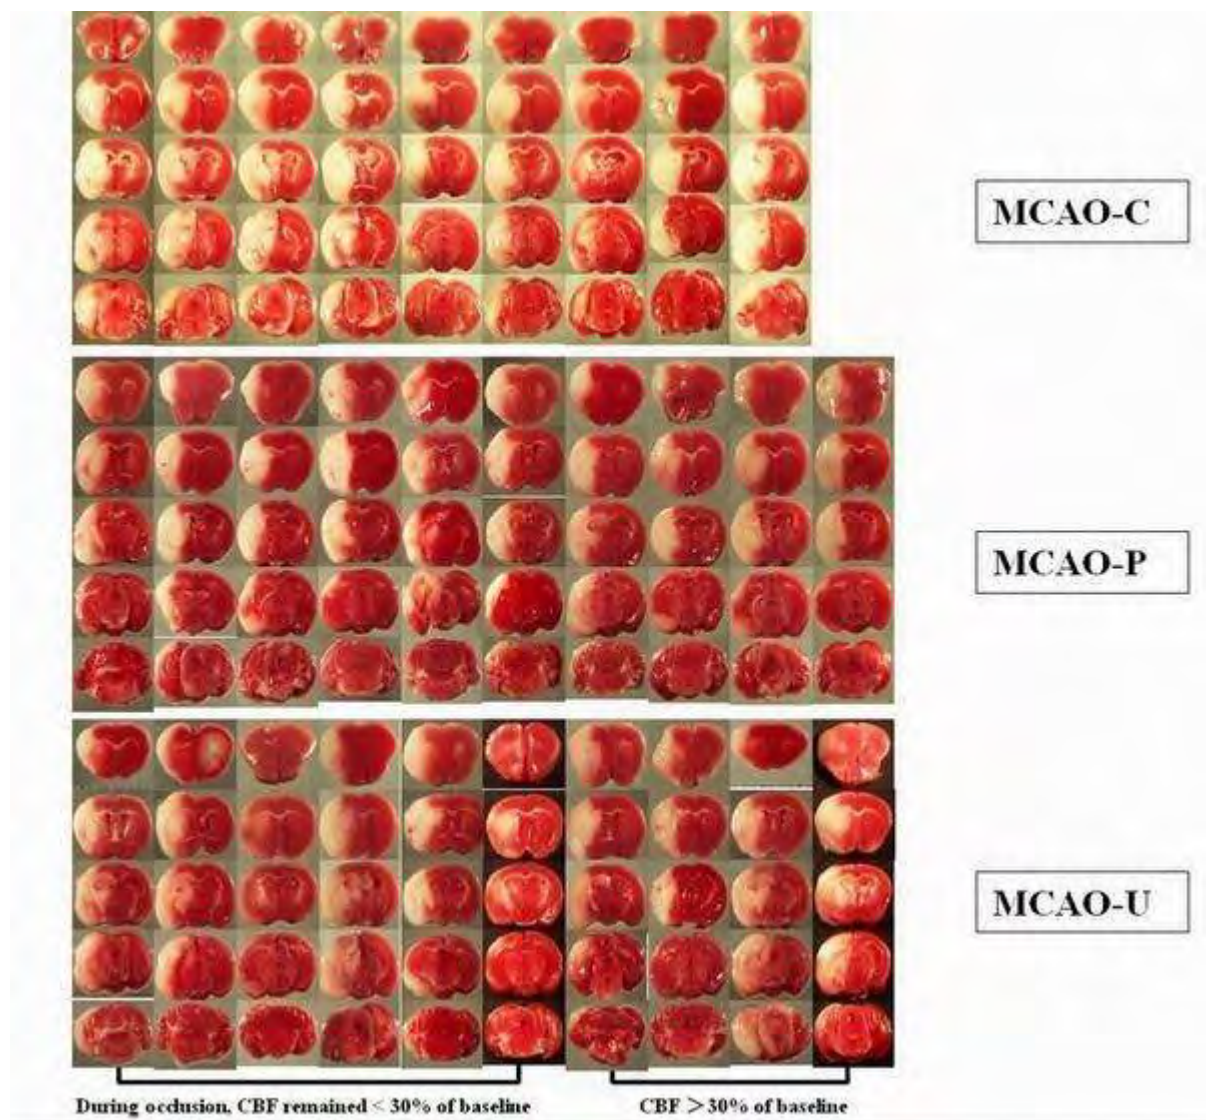 MCAO-C
MCAO-P
MCAO-U
During occlusion, CBF remained < 30% of baseline
CBF > 30% of baseline